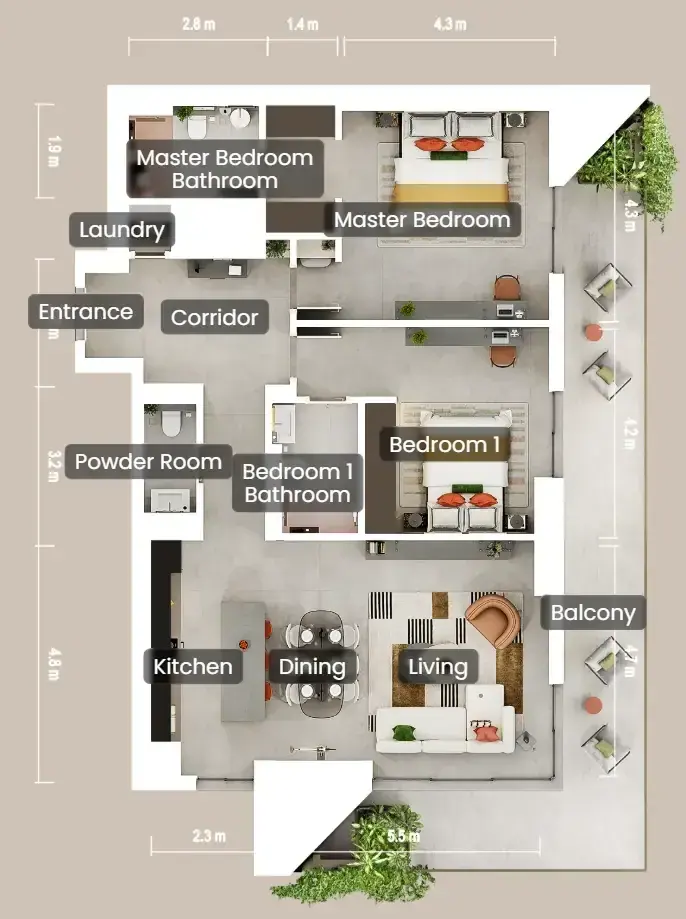 2.8 m
1.4 m
4.3 m
1.9 m
Master Bedroom
Bathroom
Master Bedroom
4.3 m
Laundry
Entrance
m
Corridor
4.2 m
Bedroom 1
Powder Room
3.2 m
Bedroom 1
Bathroom
Balcony
4.8 m
Kitchen
Dining
Living
4.7 m
2.3 m
5.5 m